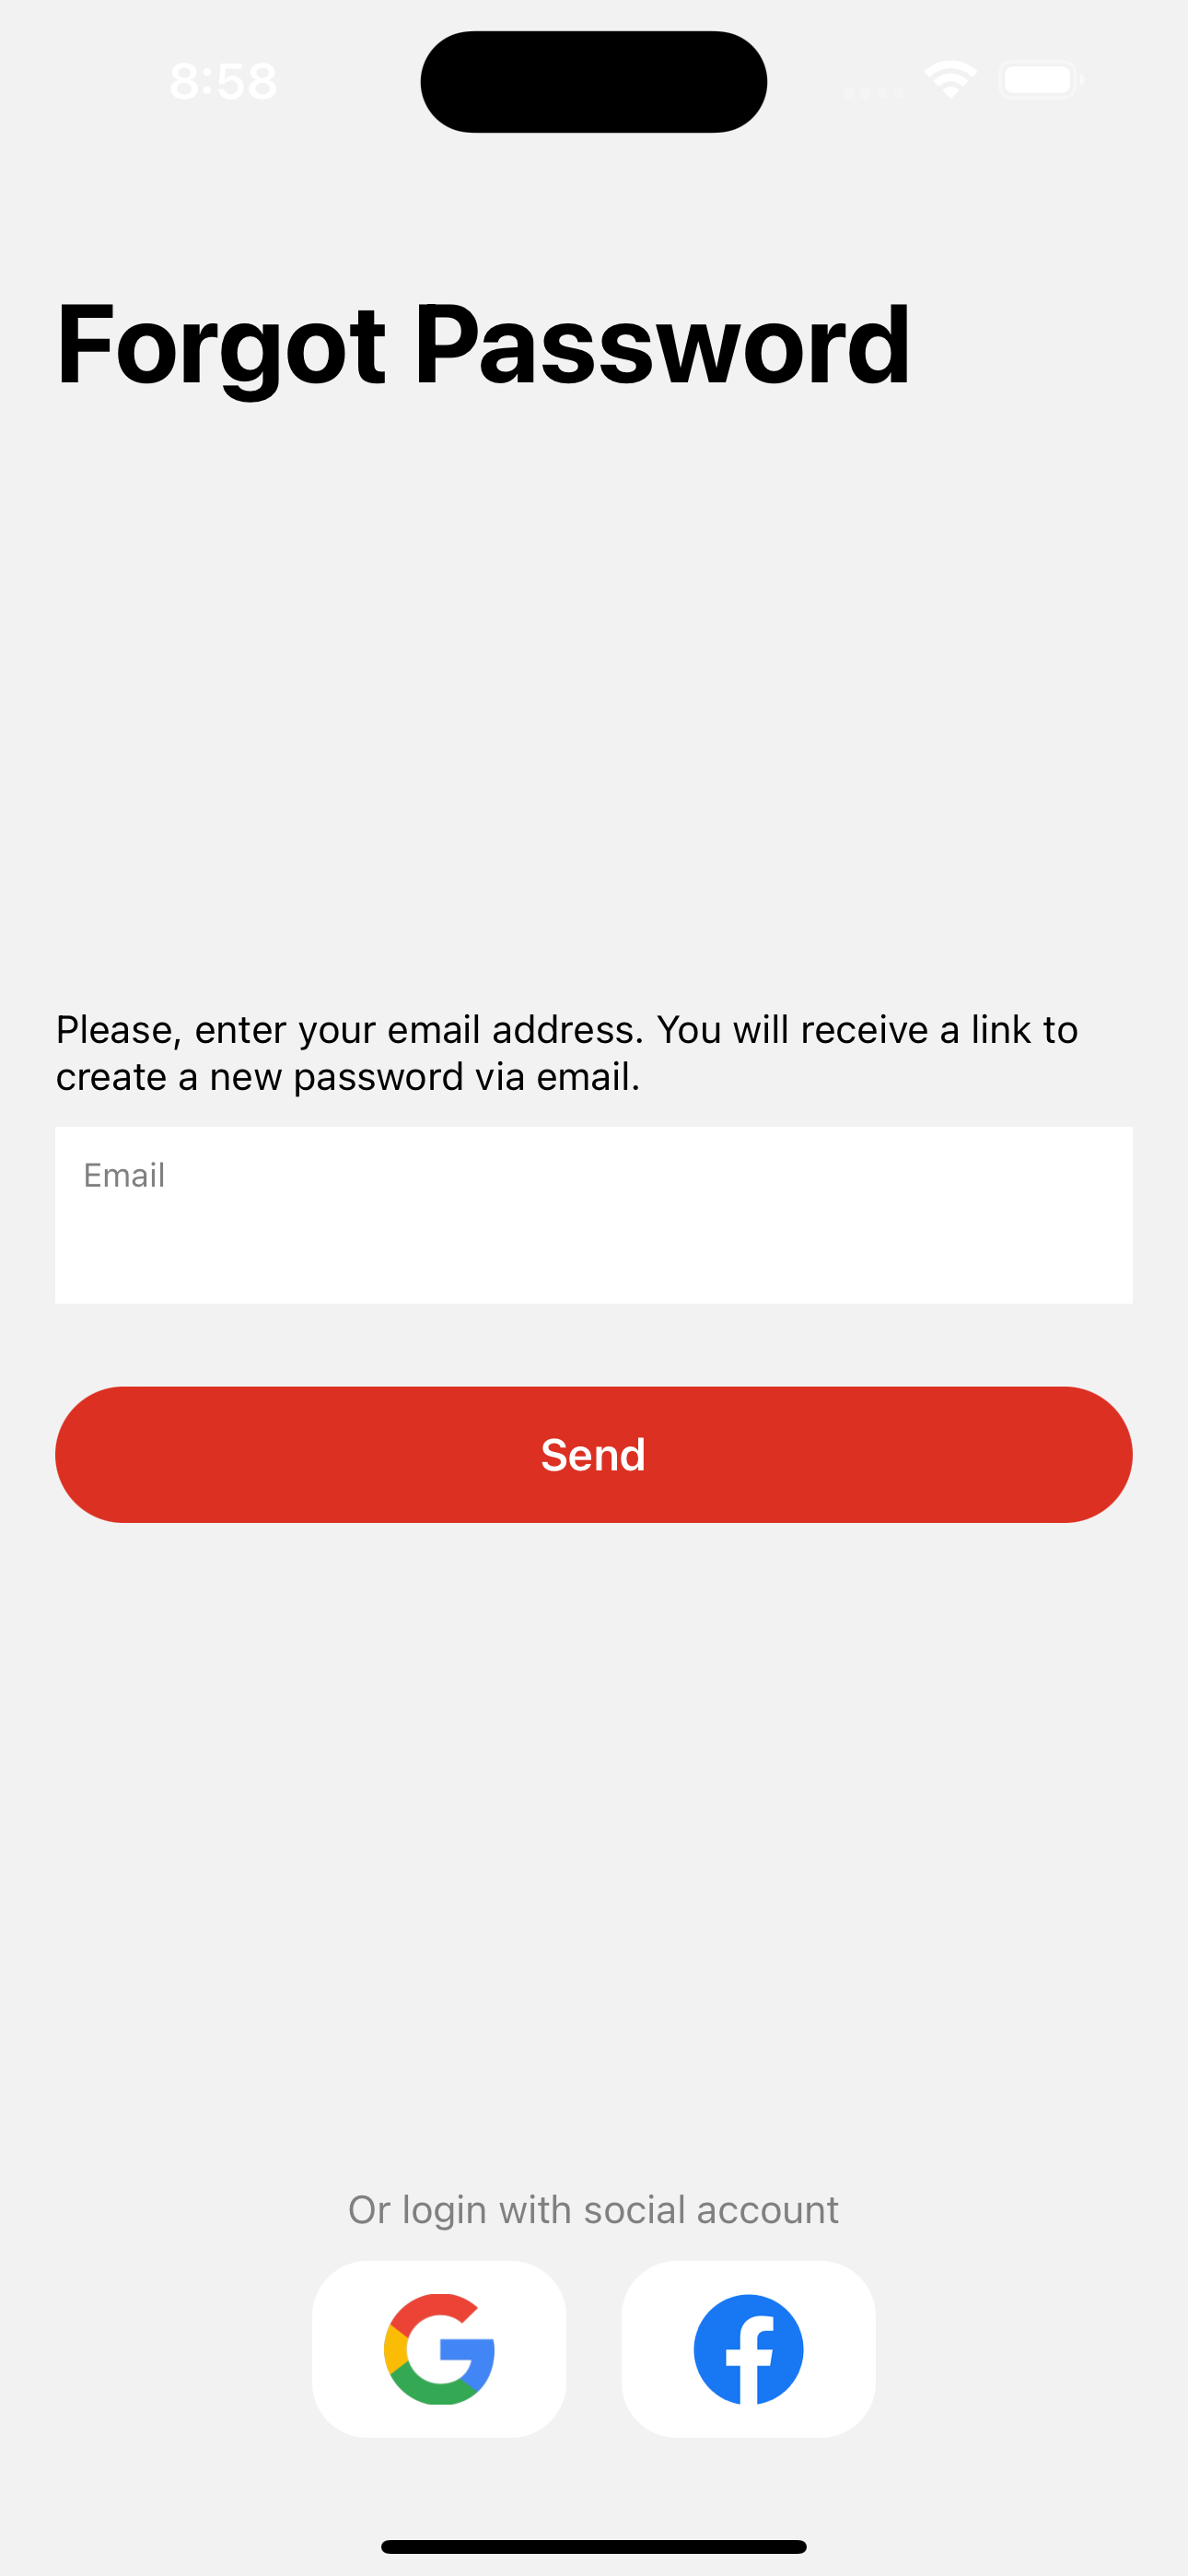 8:58
Forgot Password
Please, enter your email address. You will receive a link to
create a new password via email.
Email
Send
Or login with social account